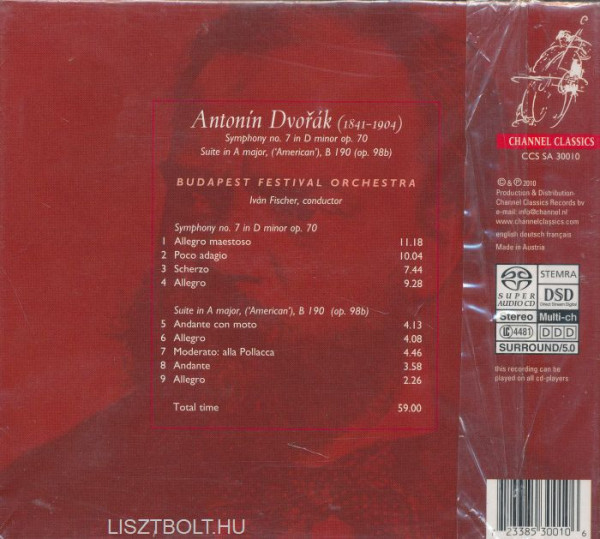 Antonín Dvořák (1841–1904)
Symphony no. 7 in D minor op. 70
Suite in A major, ('American'), B 190 (op. 98b)
BUDAPEST FESTIVAL ORCHESTRA
Iván Fischer, conductor
Symphony no. 7 in D minor op. 70
1 Allegro maestoso 11.18
2 Poco adagio 10.04
3 Scherzo 7.44
4 Allegro 9.28
Suite in A major, ('American'), B 190 (op. 98b)
5 Andante con moto 4.13
6 Allegro 4.08
7 Moderato: alla Pollacca 4.46
8 Andante 3.58
9 Allegro 2.26
Total time 59.00
CHANNEL CLASSICS
CCS SA 30010
© & ℗ 2010
Production & Distribution
Channel Classics Records bv
e-mail: info@channel.nl
www.channelclassics.com
english deutsch français
Made in Austria
SUPER AUDIO CD
STEMRA
DSD
Direct Stream Digital
Stereo Multi-ch
LC 4481 DDD
SURROUND/5.0
this recording can be
played on all cd-players
23385 30010 6
LISZTBOLT.HU